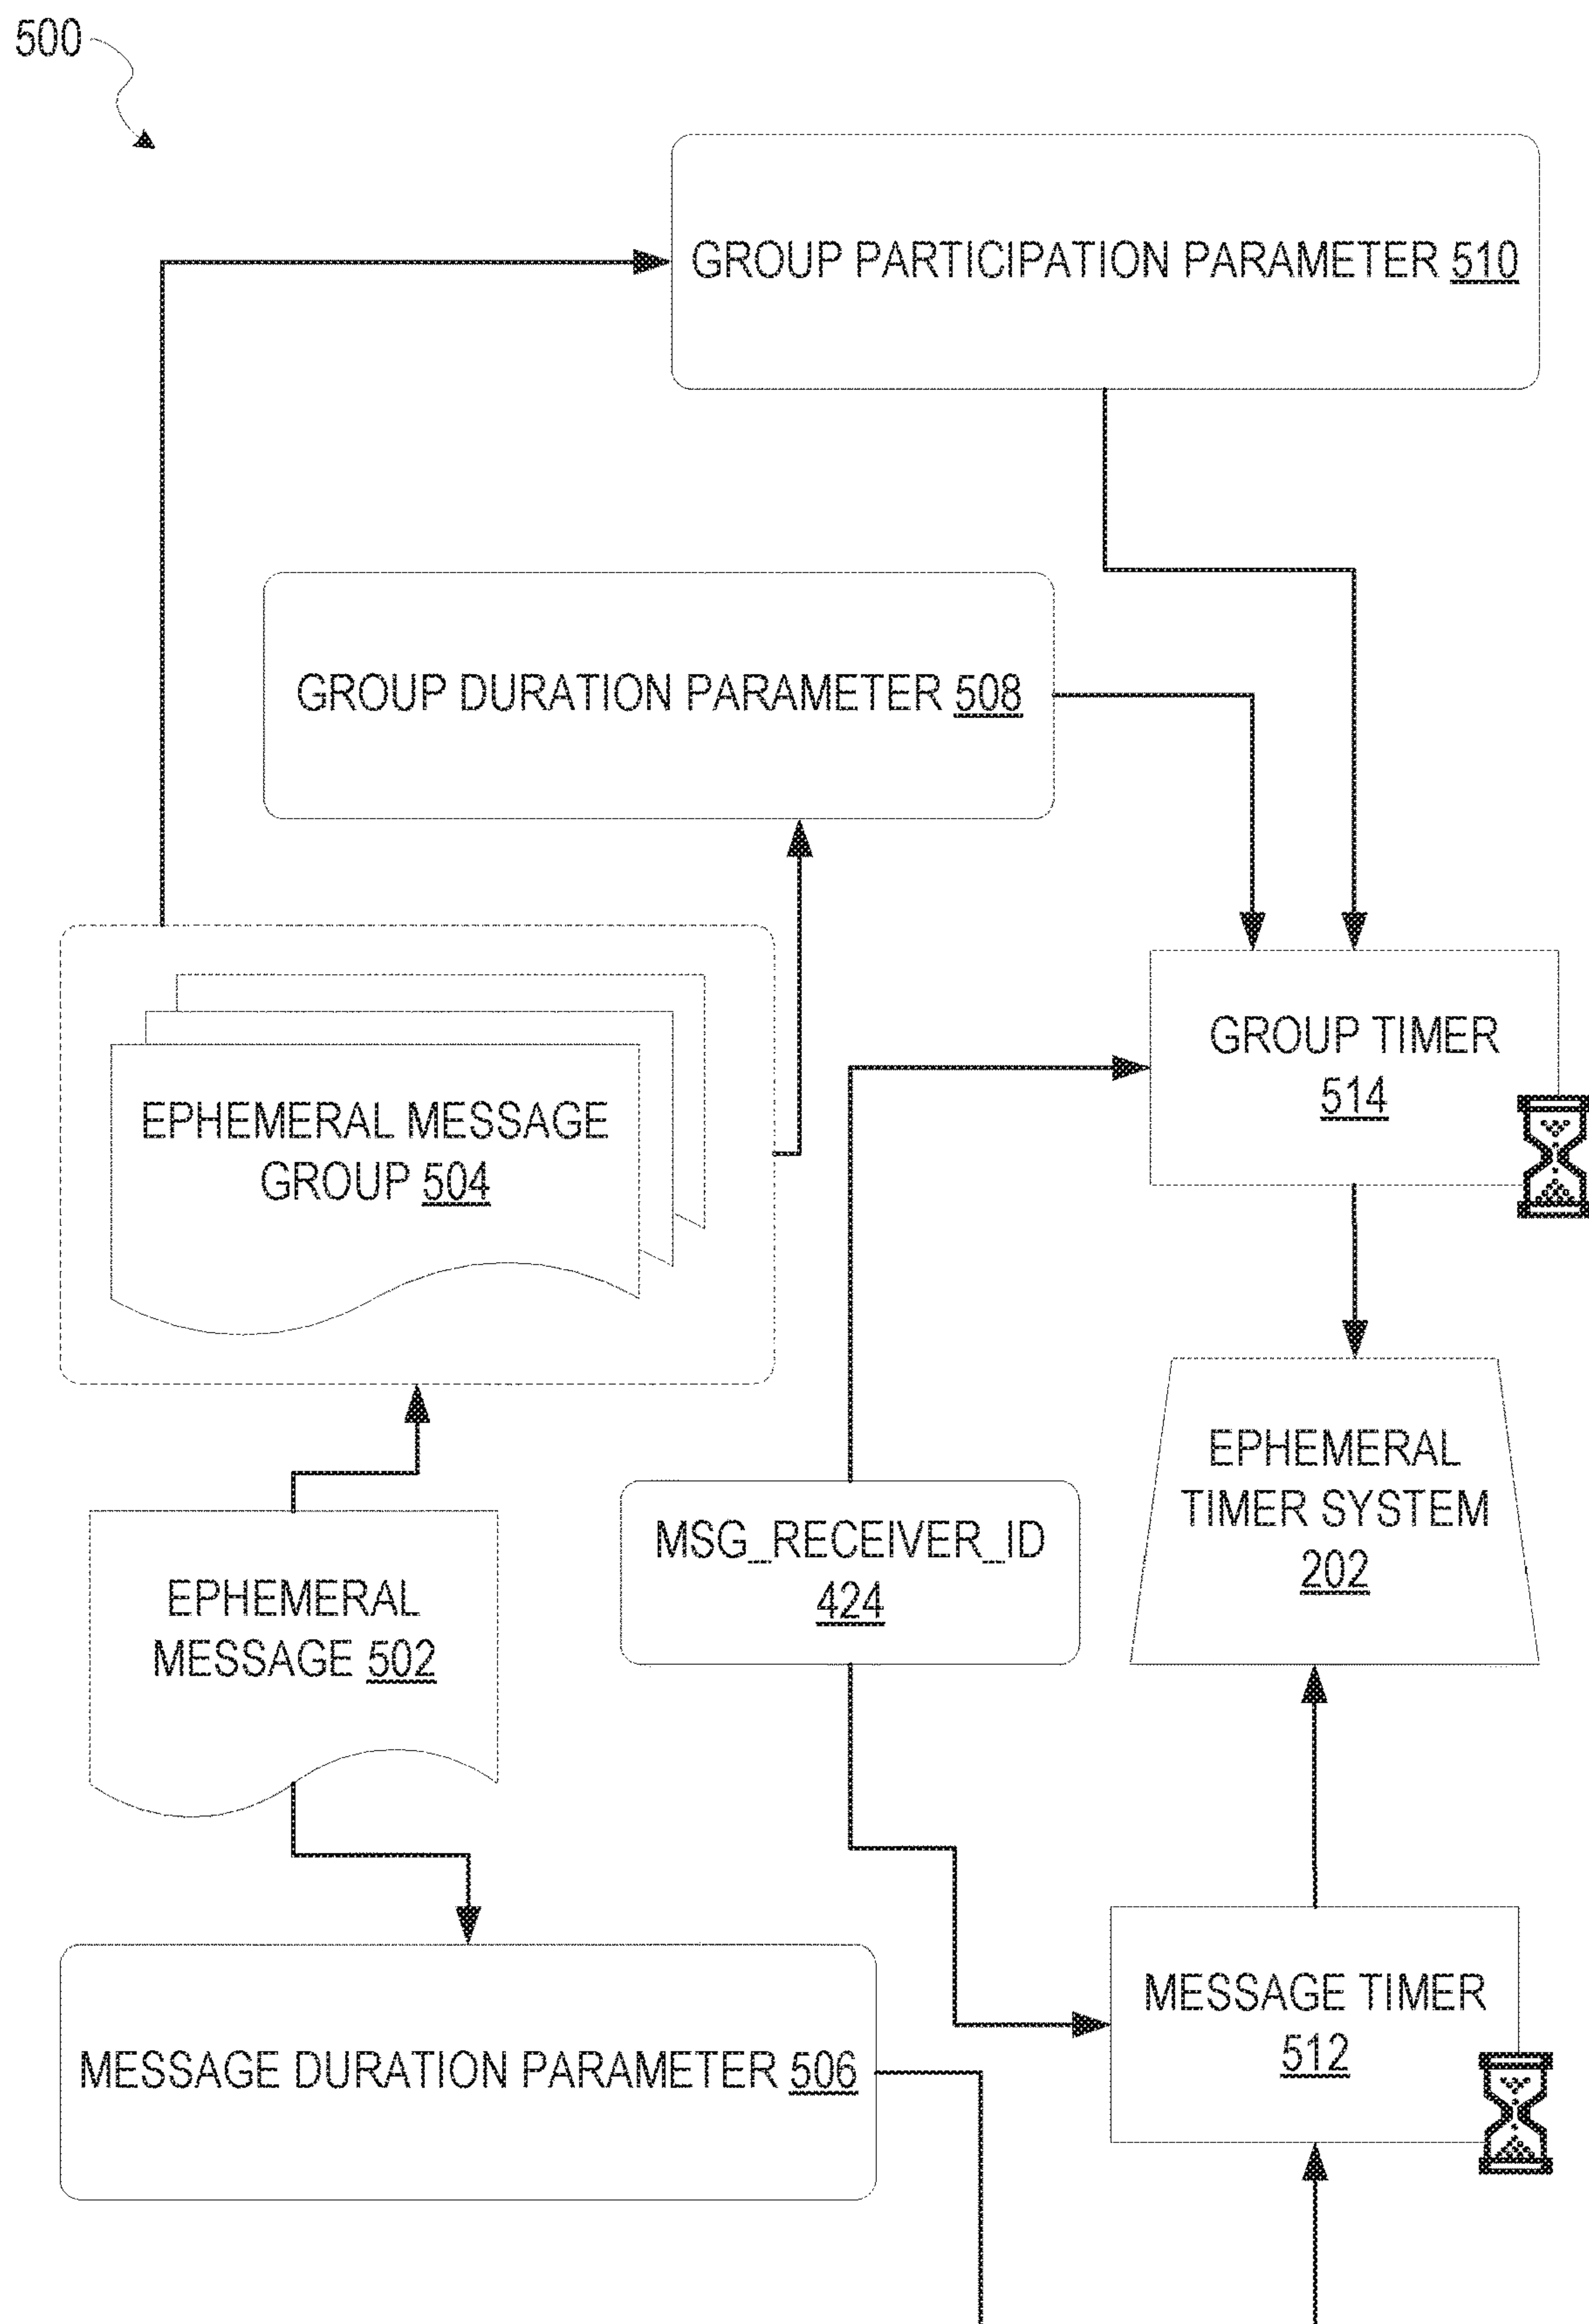 500
GROUP PARTICIPATION PARAMETER 510
GROUP DURATION PARAMETER 508
GROUP TIMER
514
EPHEMERAL MESSAGE
GROUP 504
EPHEMERAL
TIMER SYSTEM
202
MSG_RECEIVER_ID
424
EPHEMERAL
MESSAGE 502
MESSAGE TIMER
512
MESSAGE DURATION PARAMETER 506